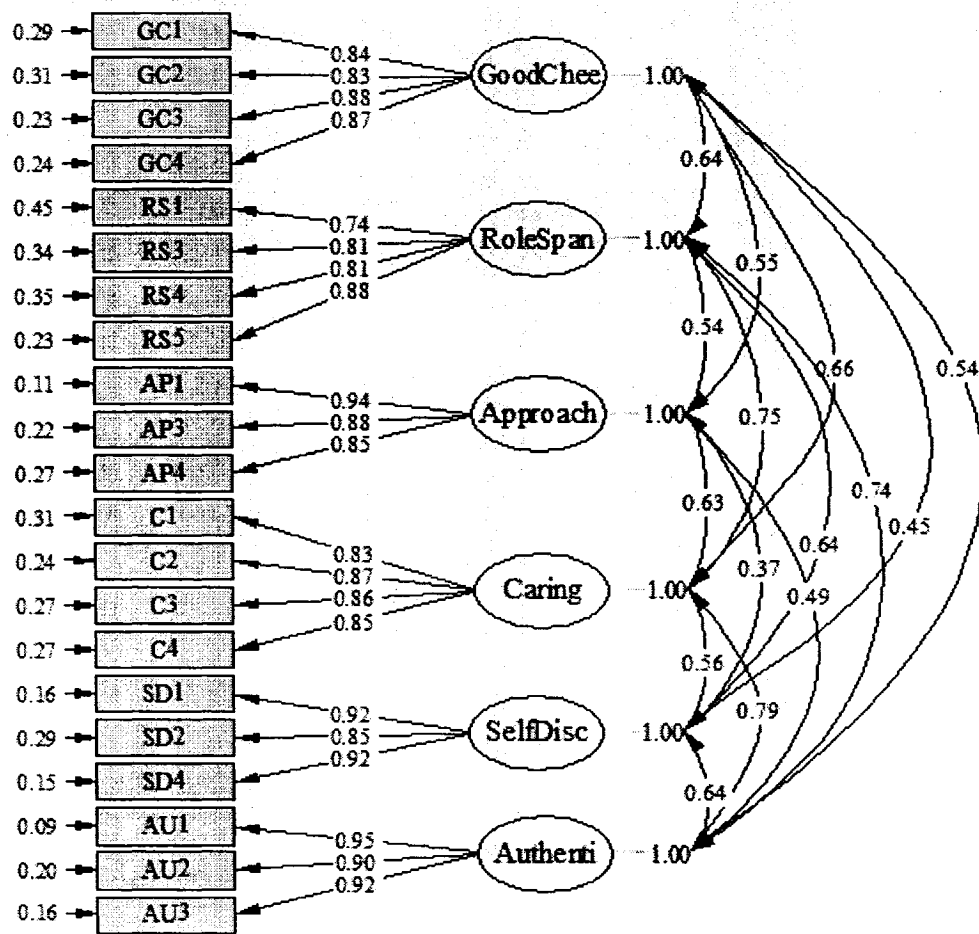 0.29 GC1
0.84
GoodChee 1.00
0.31 GC2
0.83
0.88
0.23 GC3
0.87
0.24 GC4
0.64
0.45 RS1
0.74
RoleSpan 1.00
0.34 RS3
0.81
0.55
0.35 RS4
0.81
0.88
0.23 RS5
0.54
0.11 AP1
0.94
0.66
0.54
Approach 1.00
0.22 AP3
0.88
0.75
0.27 AP4
0.85
0.31 C1
0.63
0.74
0.45
0.64
0.83
0.24 C2
0.87
0.37
Caring 1.00
0.49
0.27 C3
0.86
0.27 C4
0.85
0.56
0.16 SD1
0.92
0.79
SelfDisc 1.00
0.29 SD2
0.85
0.15 SD4
0.92
0.64
0.09 AU1
0.95
Authenti 1.00
0.20 AU2
0.90
0.92
0.16 AU3